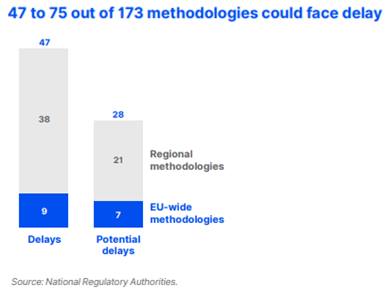 47 to 75 out of 173 methodologies could face delay
47
38
9
Delays
28
21
7
Potential
delays
Regional
methodologies
EU-wide
methodologies
Source: National Regulatory Authorities.